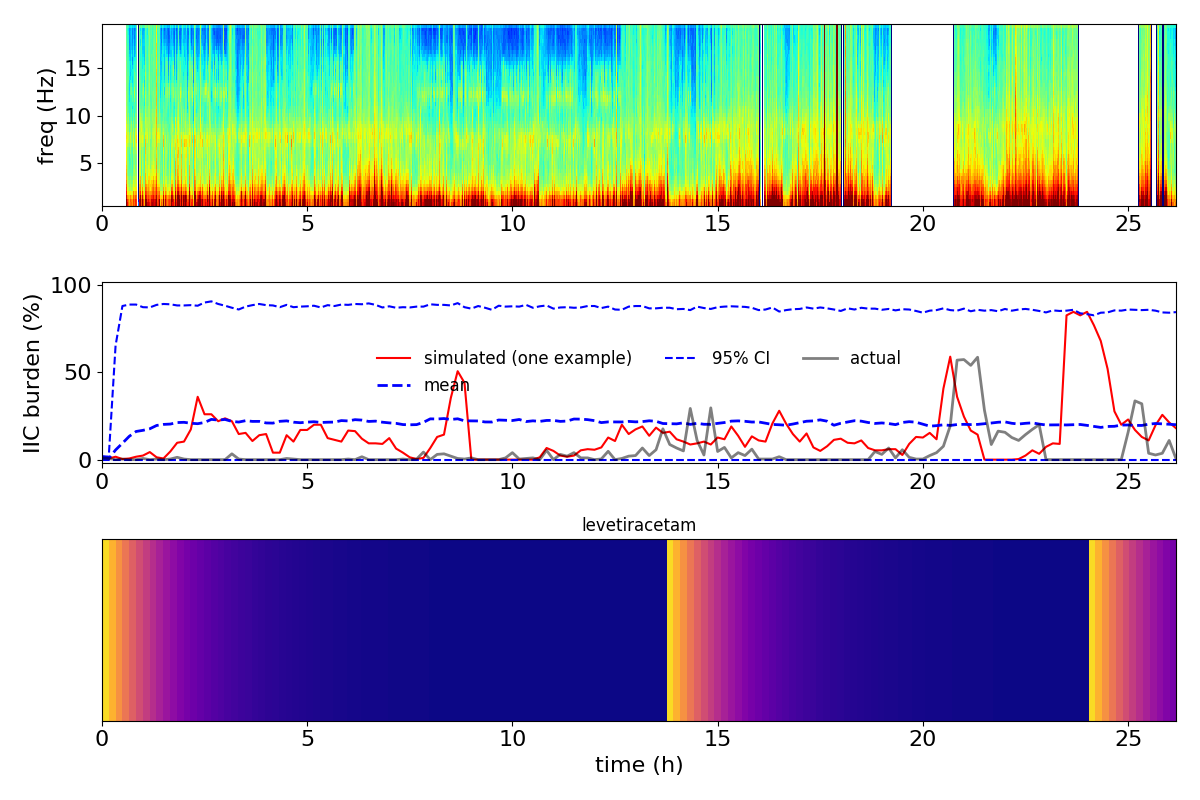 freq (Hz)
15
10
5
0 5 10 15 20 25
IIC burden (%)
100
50
0
simulated (one example) 95% CI actual
mean
0 5 10 15 20 25
levetiracetam
0 5 10 15 20 25
time (h)